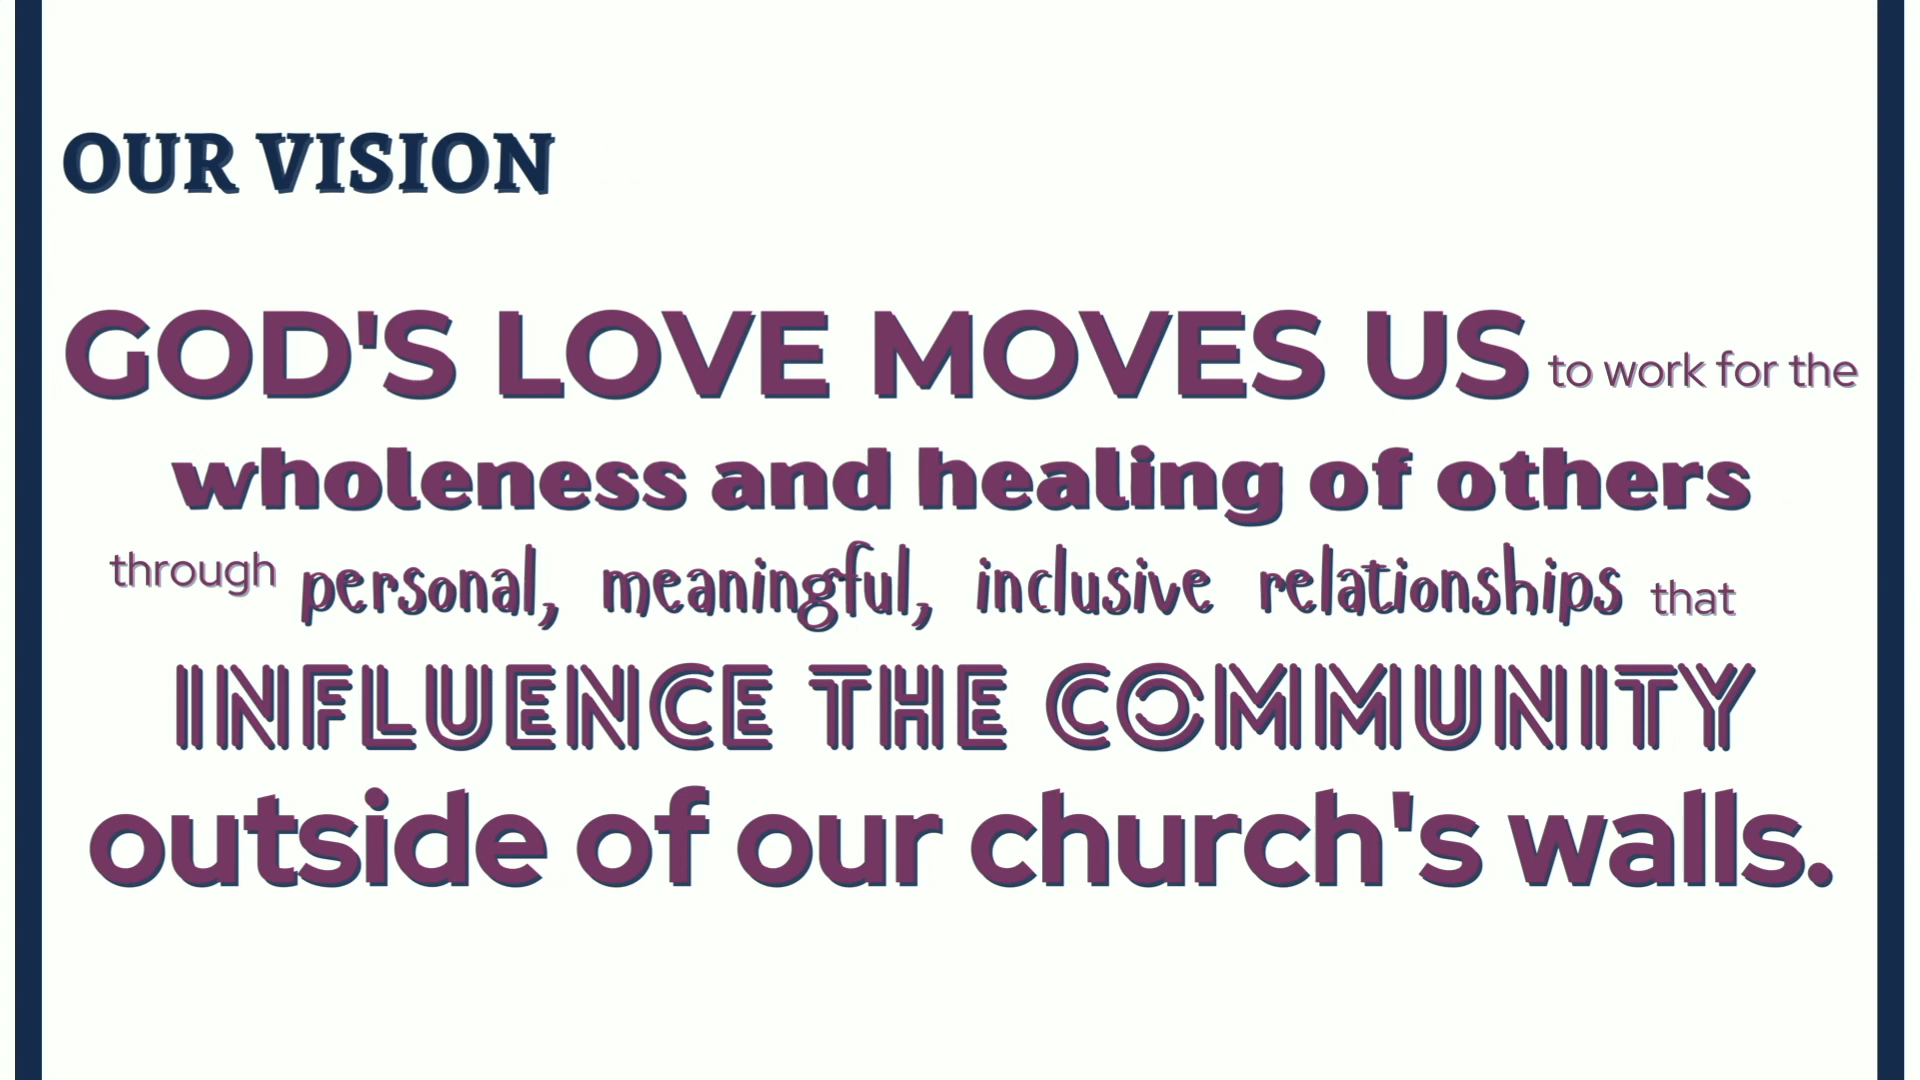 OUR VISION
GOD'S LOVE MOVES US to work for the
wholeness and healing of others
through personal, meaningful, inclusive relationships that
INFLUENCE THE COMMUNITY
outside of our church's walls.